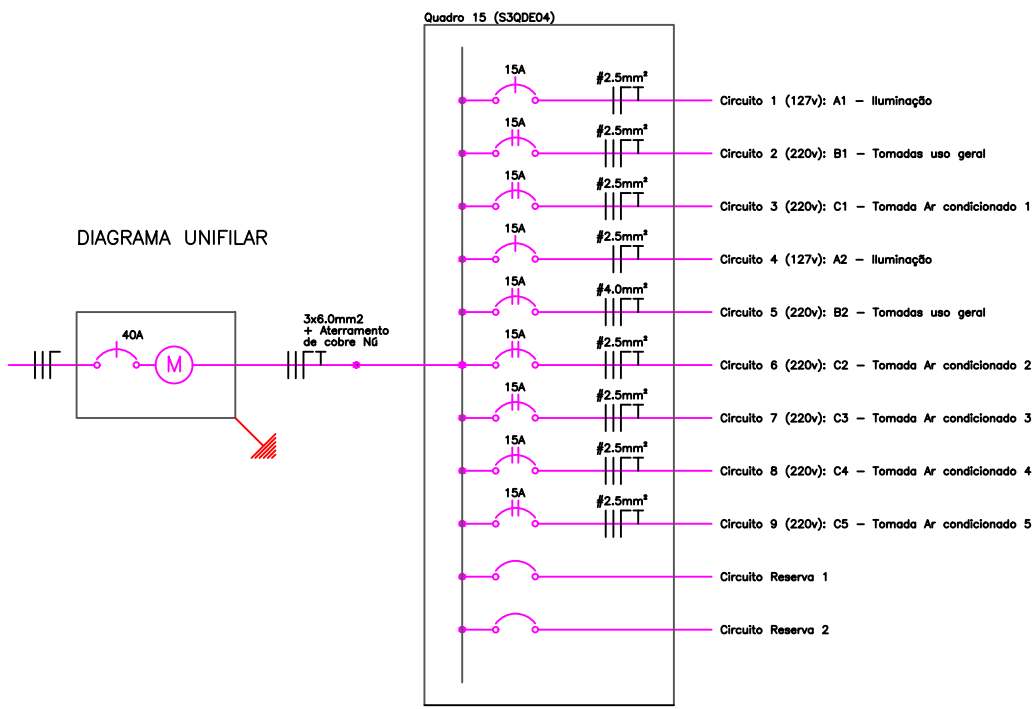 Quadro 15 (S3QDE04)
15A
#2.5mm²
Circuito 1 (127v): A1 – Iluminação
15A
#2.5mm²
Circuito 2 (220v): B1 – Tomadas uso geral
15A
#2.5mm²
Circuito 3 (220v): C1 – Tomada Ar condicionado 1
DIAGRAMA UNIFILAR
15A
#2.5mm²
Circuito 4 (127v): A2 – Iluminação
15A
#4.0mm²
Circuito 5 (220v): B2 – Tomadas uso geral
40A
M
3x6.0mm2
+ Aterramento
de cobre Nú
15A
#2.5mm²
Circuito 6 (220v): C2 – Tomada Ar condicionado 2
15A
#2.5mm²
Circuito 7 (220v): C3 – Tomada Ar condicionado 3
15A
#2.5mm²
Circuito 8 (220v): C4 – Tomada Ar condicionado 4
15A
#2.5mm²
Circuito 9 (220v): C5 – Tomada Ar condicionado 5
Circuito Reserva 1
Circuito Reserva 2